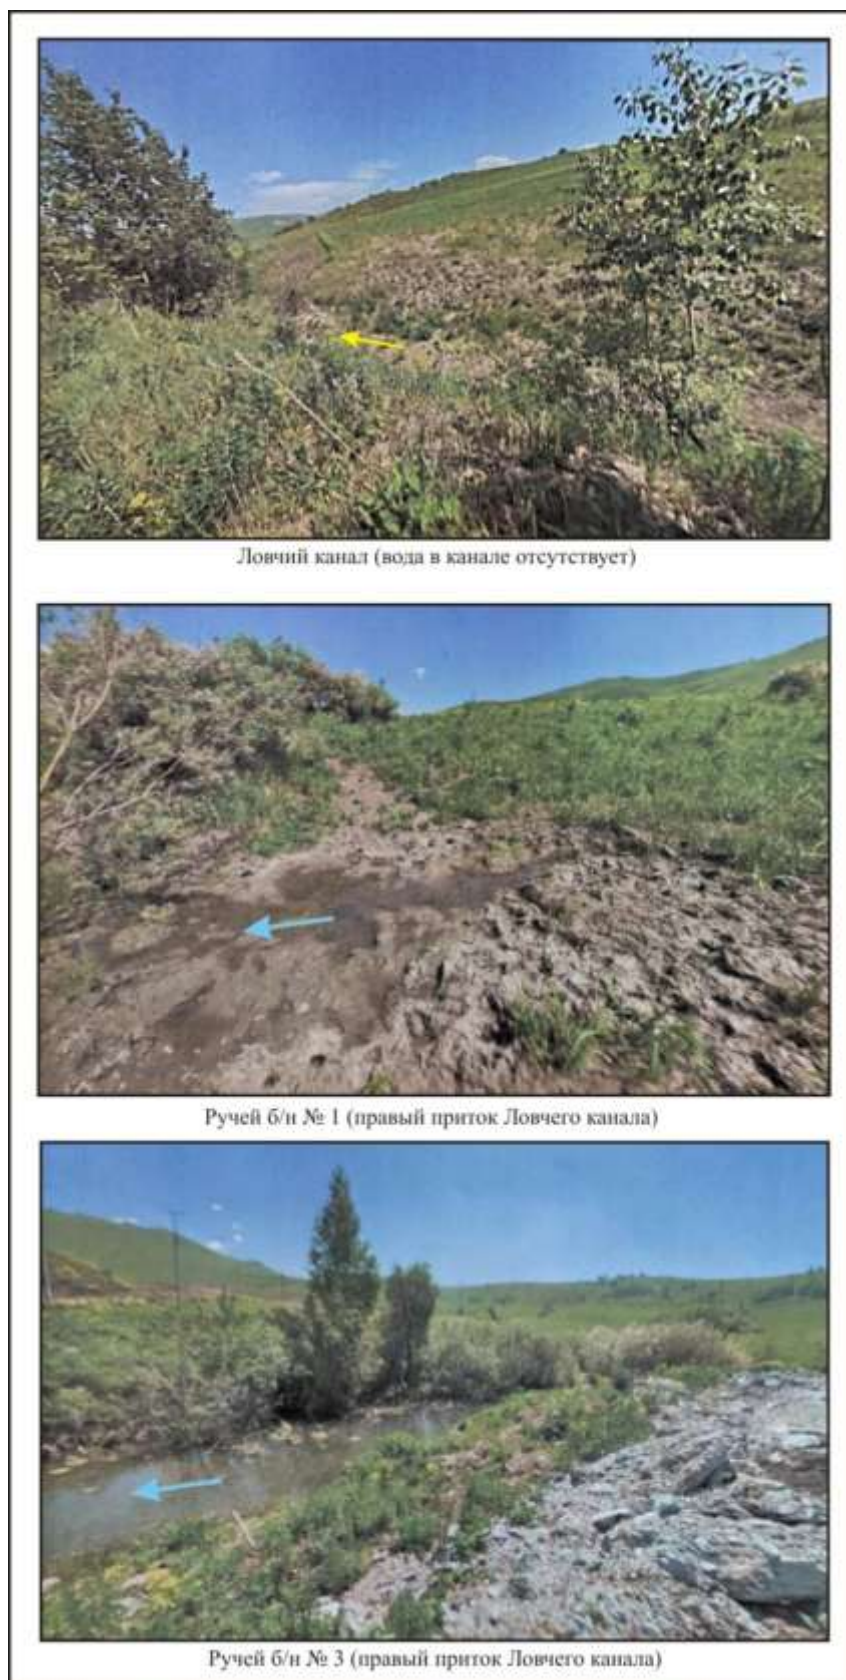 Ловчий канал (вода в канале отсутствует)
Ручей б/н № 1 (правый приток Ловчего канала)
Ручей б/н № 3 (правый приток Ловчего канала)